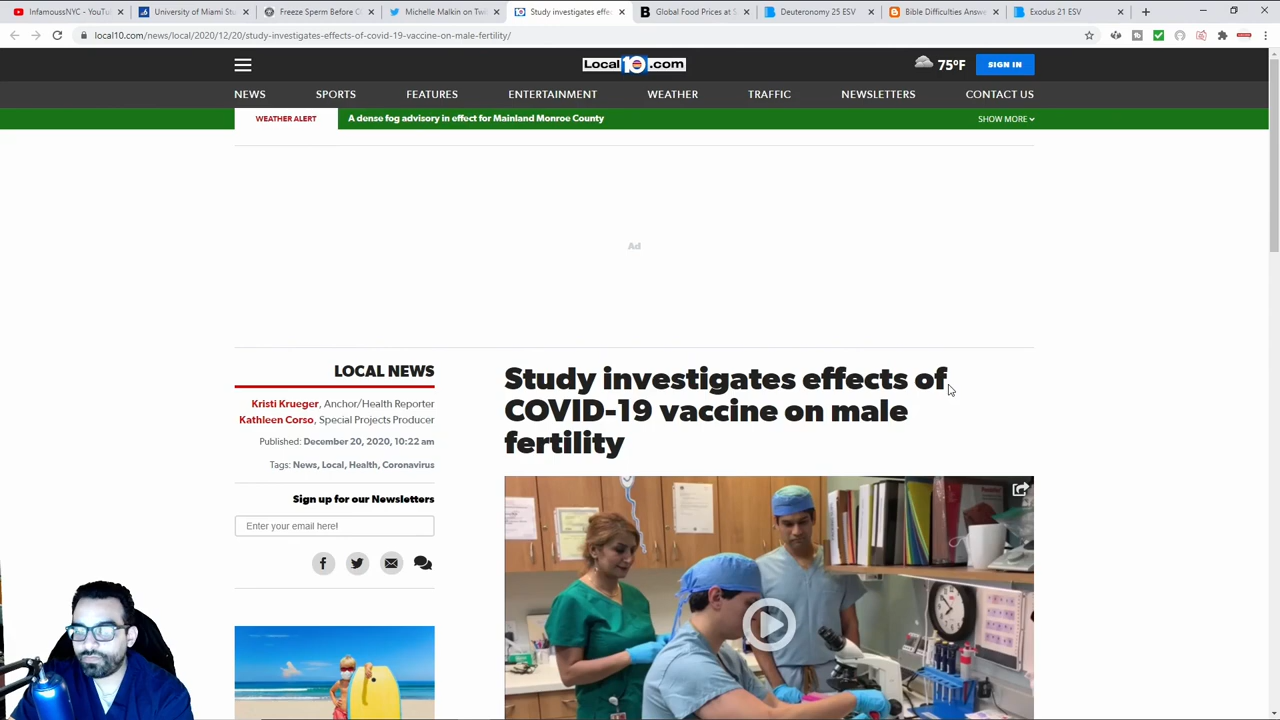 InfamousNYC - YouTu
University of Miami Stu
Freeze Sperm Before C
Michelle Malkin on Twi
Study investigates effe
Global Food Prices at S
Deuteronomy 25 ESV
Bible Difficulties Answe
Exodus 21 ESV
local10.com/news/local/2020/12/20/study-investigates-effects-of-covid-19-vaccine-on-male-fertility/
Local 10 .com
75°F
SIGN IN
NEWS
SPORTS
FEATURES
ENTERTAINMENT
WEATHER
TRAFFIC
NEWSLETTERS
CONTACT US
WEATHER ALERT
A dense fog advisory in effect for Mainland Monroe County
SHOW MORE
Ad
LOCAL NEWS
Kristi Krueger, Anchor/Health Reporter
Kathleen Corso, Special Projects Producer
Published: December 20, 2020, 10:22 am
Tags: News, Local, Health, Coronavirus
Sign up for our Newsletters
Enter your email here!
Study investigates effects of
COVID-19 vaccine on male
fertility